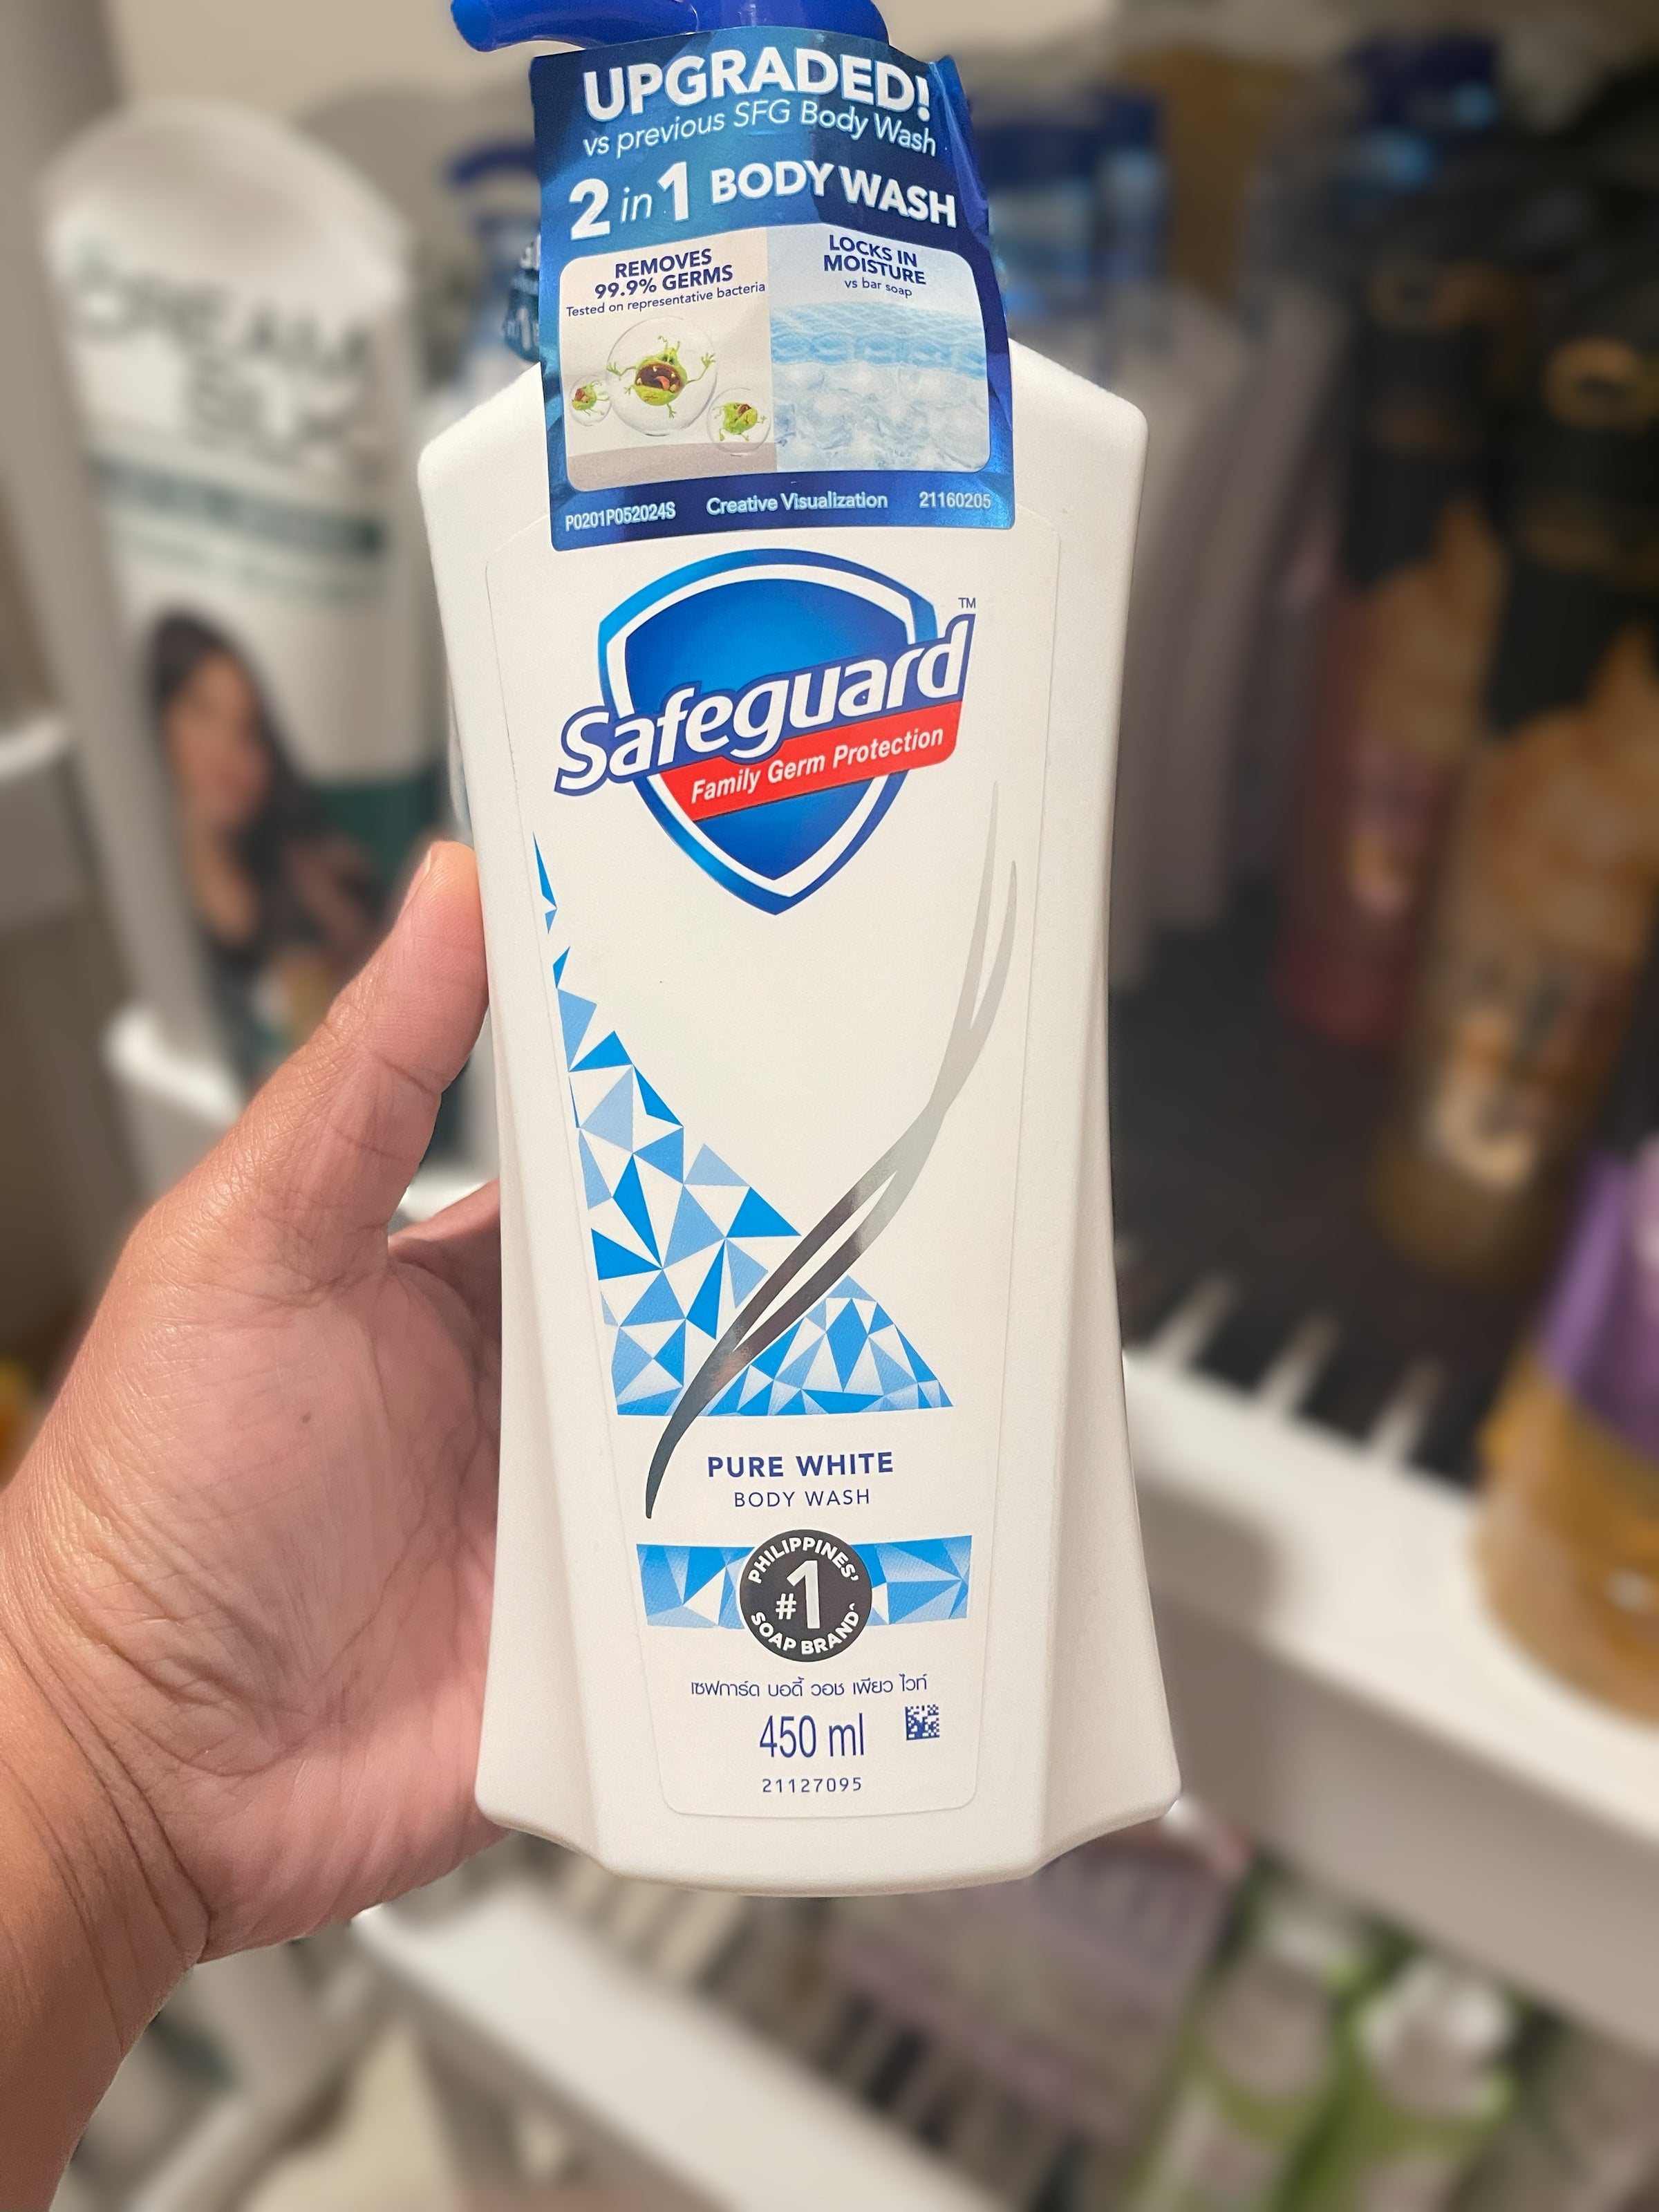 UPGRADED!
vs previous SFG Body Wash
2 in 1 BODY WASH
REMOVES
99.9% GERMS
Tested on representative bacteria
LOCKS IN
MOISTURE
vs bar soap
P0201P052024S Creative Visualization 21160205
Safeguard™
Family Germ Protection
PURE WHITE
BODY WASH
PHILIPPINES'
#1
SOAP BRAND^
เซฟการ์ด บอดี้ วอช เพียว ไวท์
450 ml
21127095
CREAM
SILK